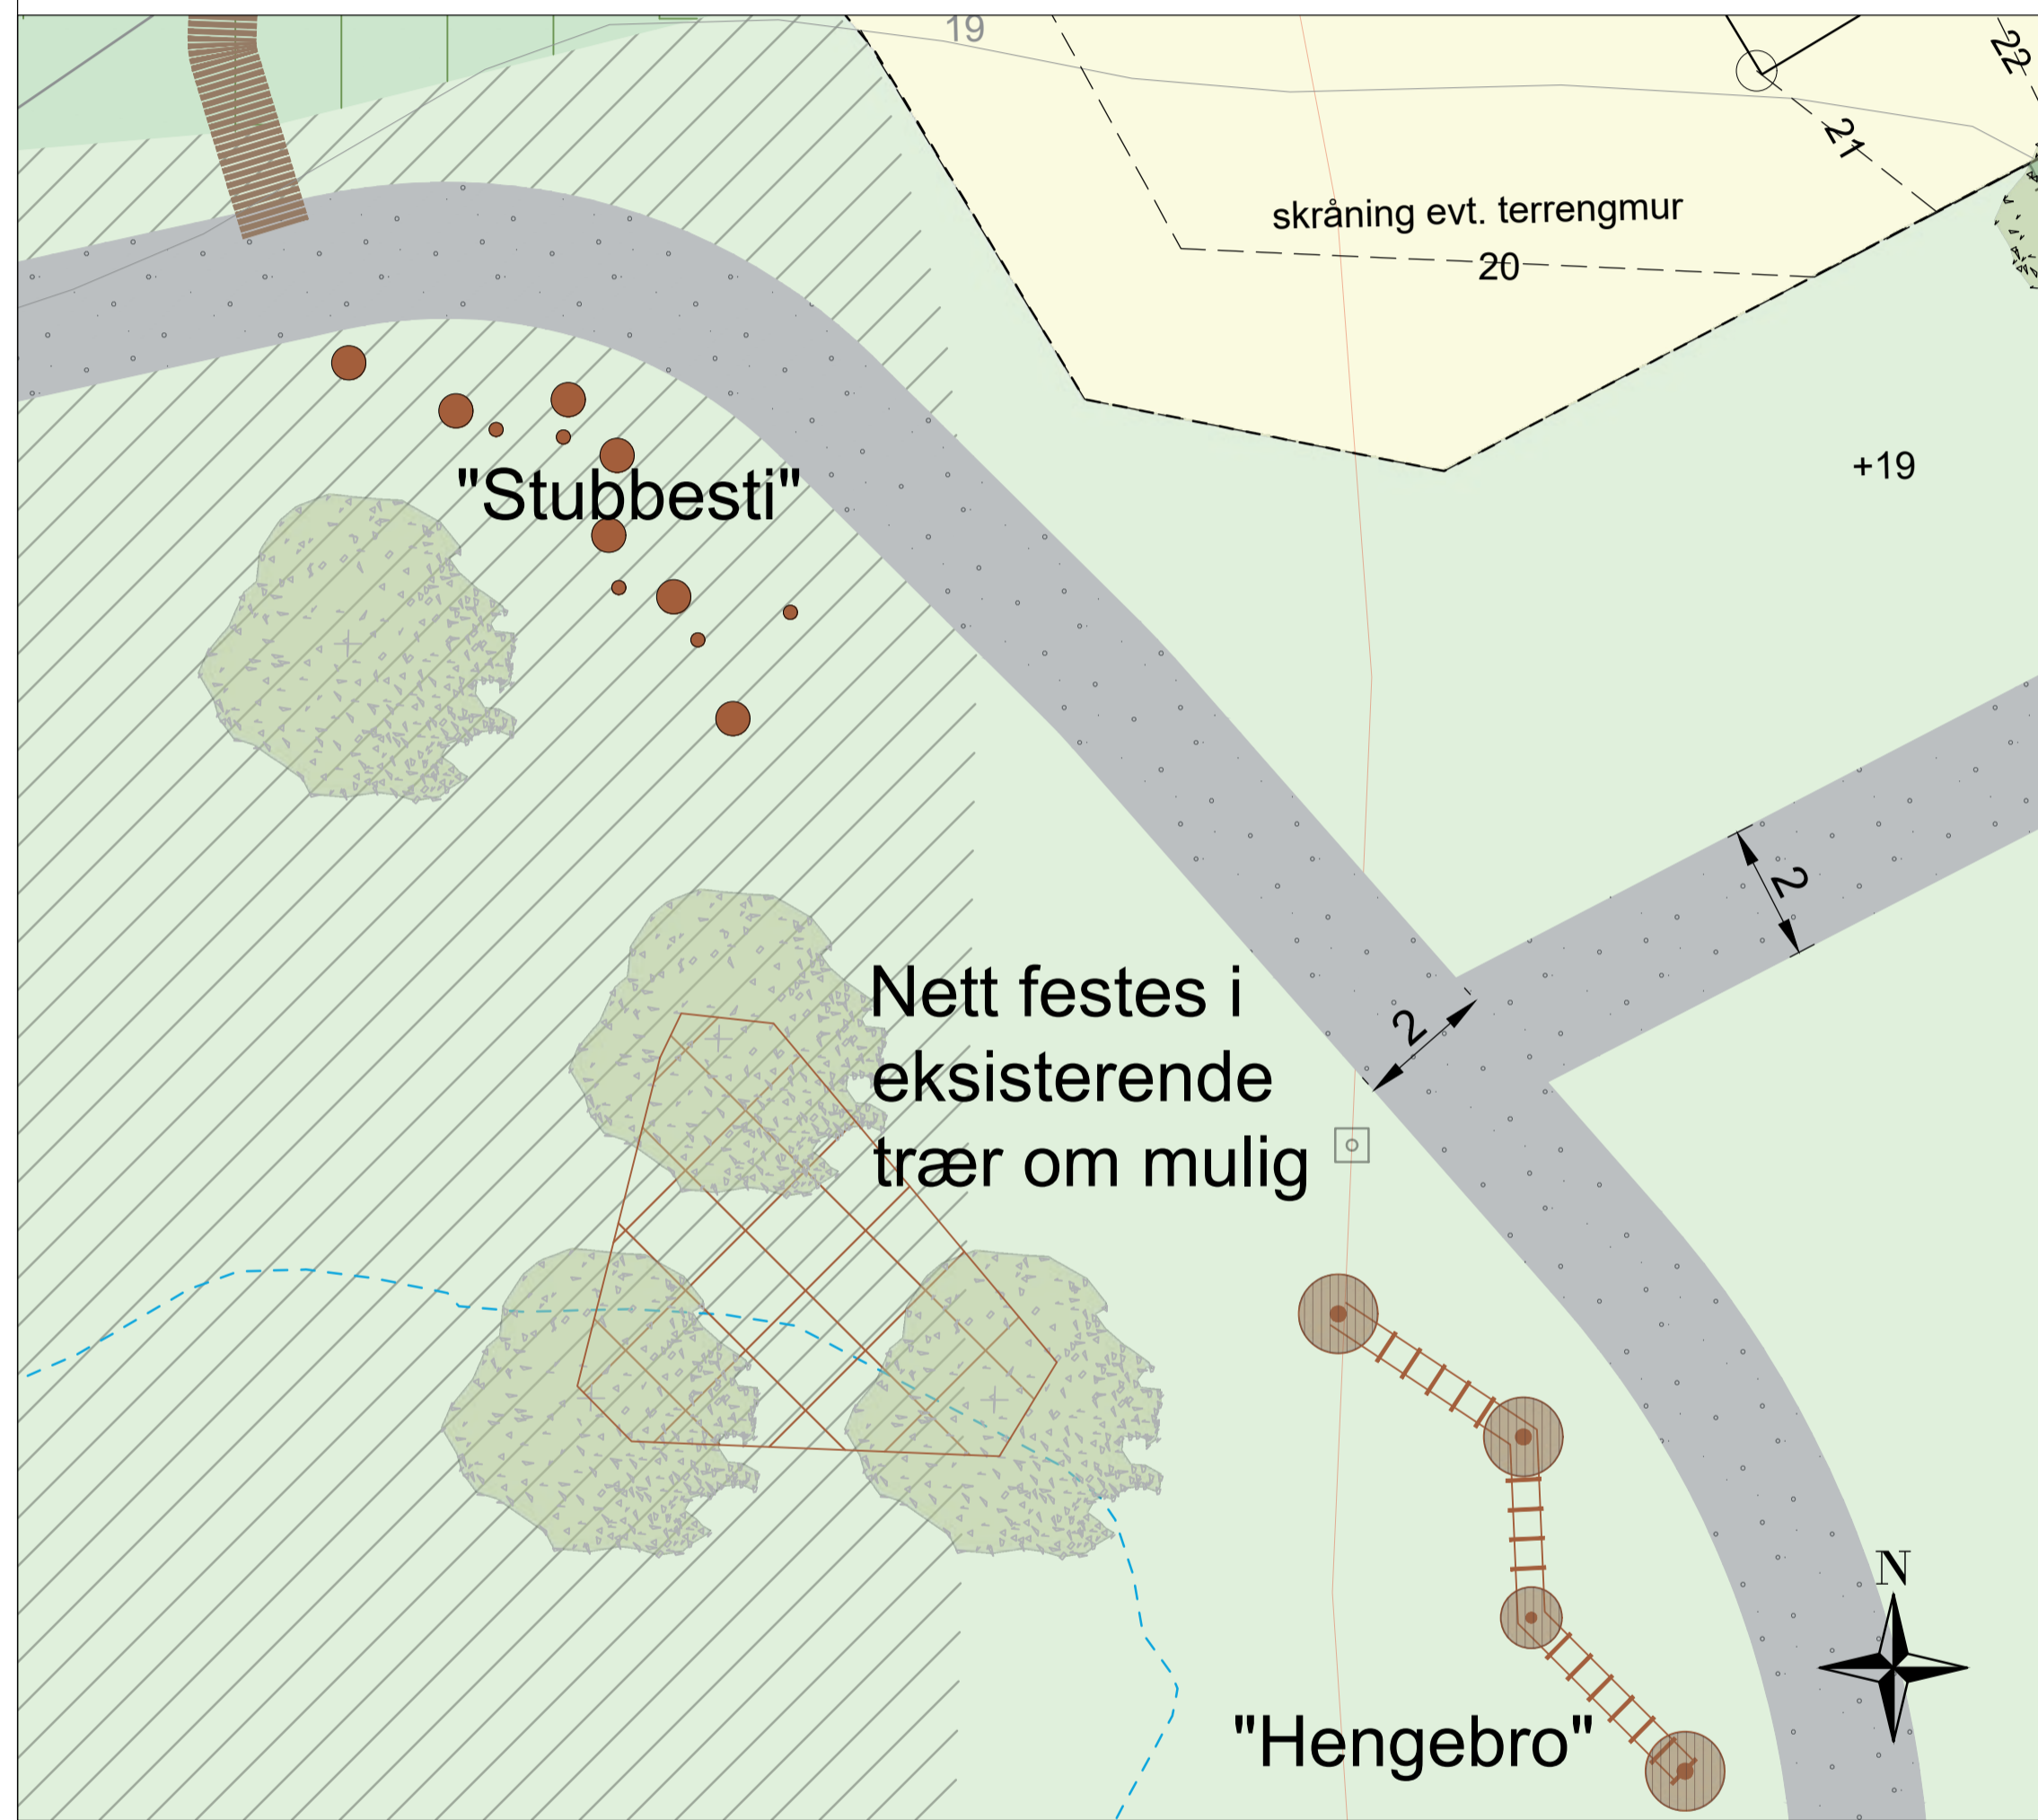 19
22
21
skråning evt. terrengmur
20
+19
"Stubbesti"
2
Nett festes i
eksisterende
trær om mulig
2
N
"Hengebro"